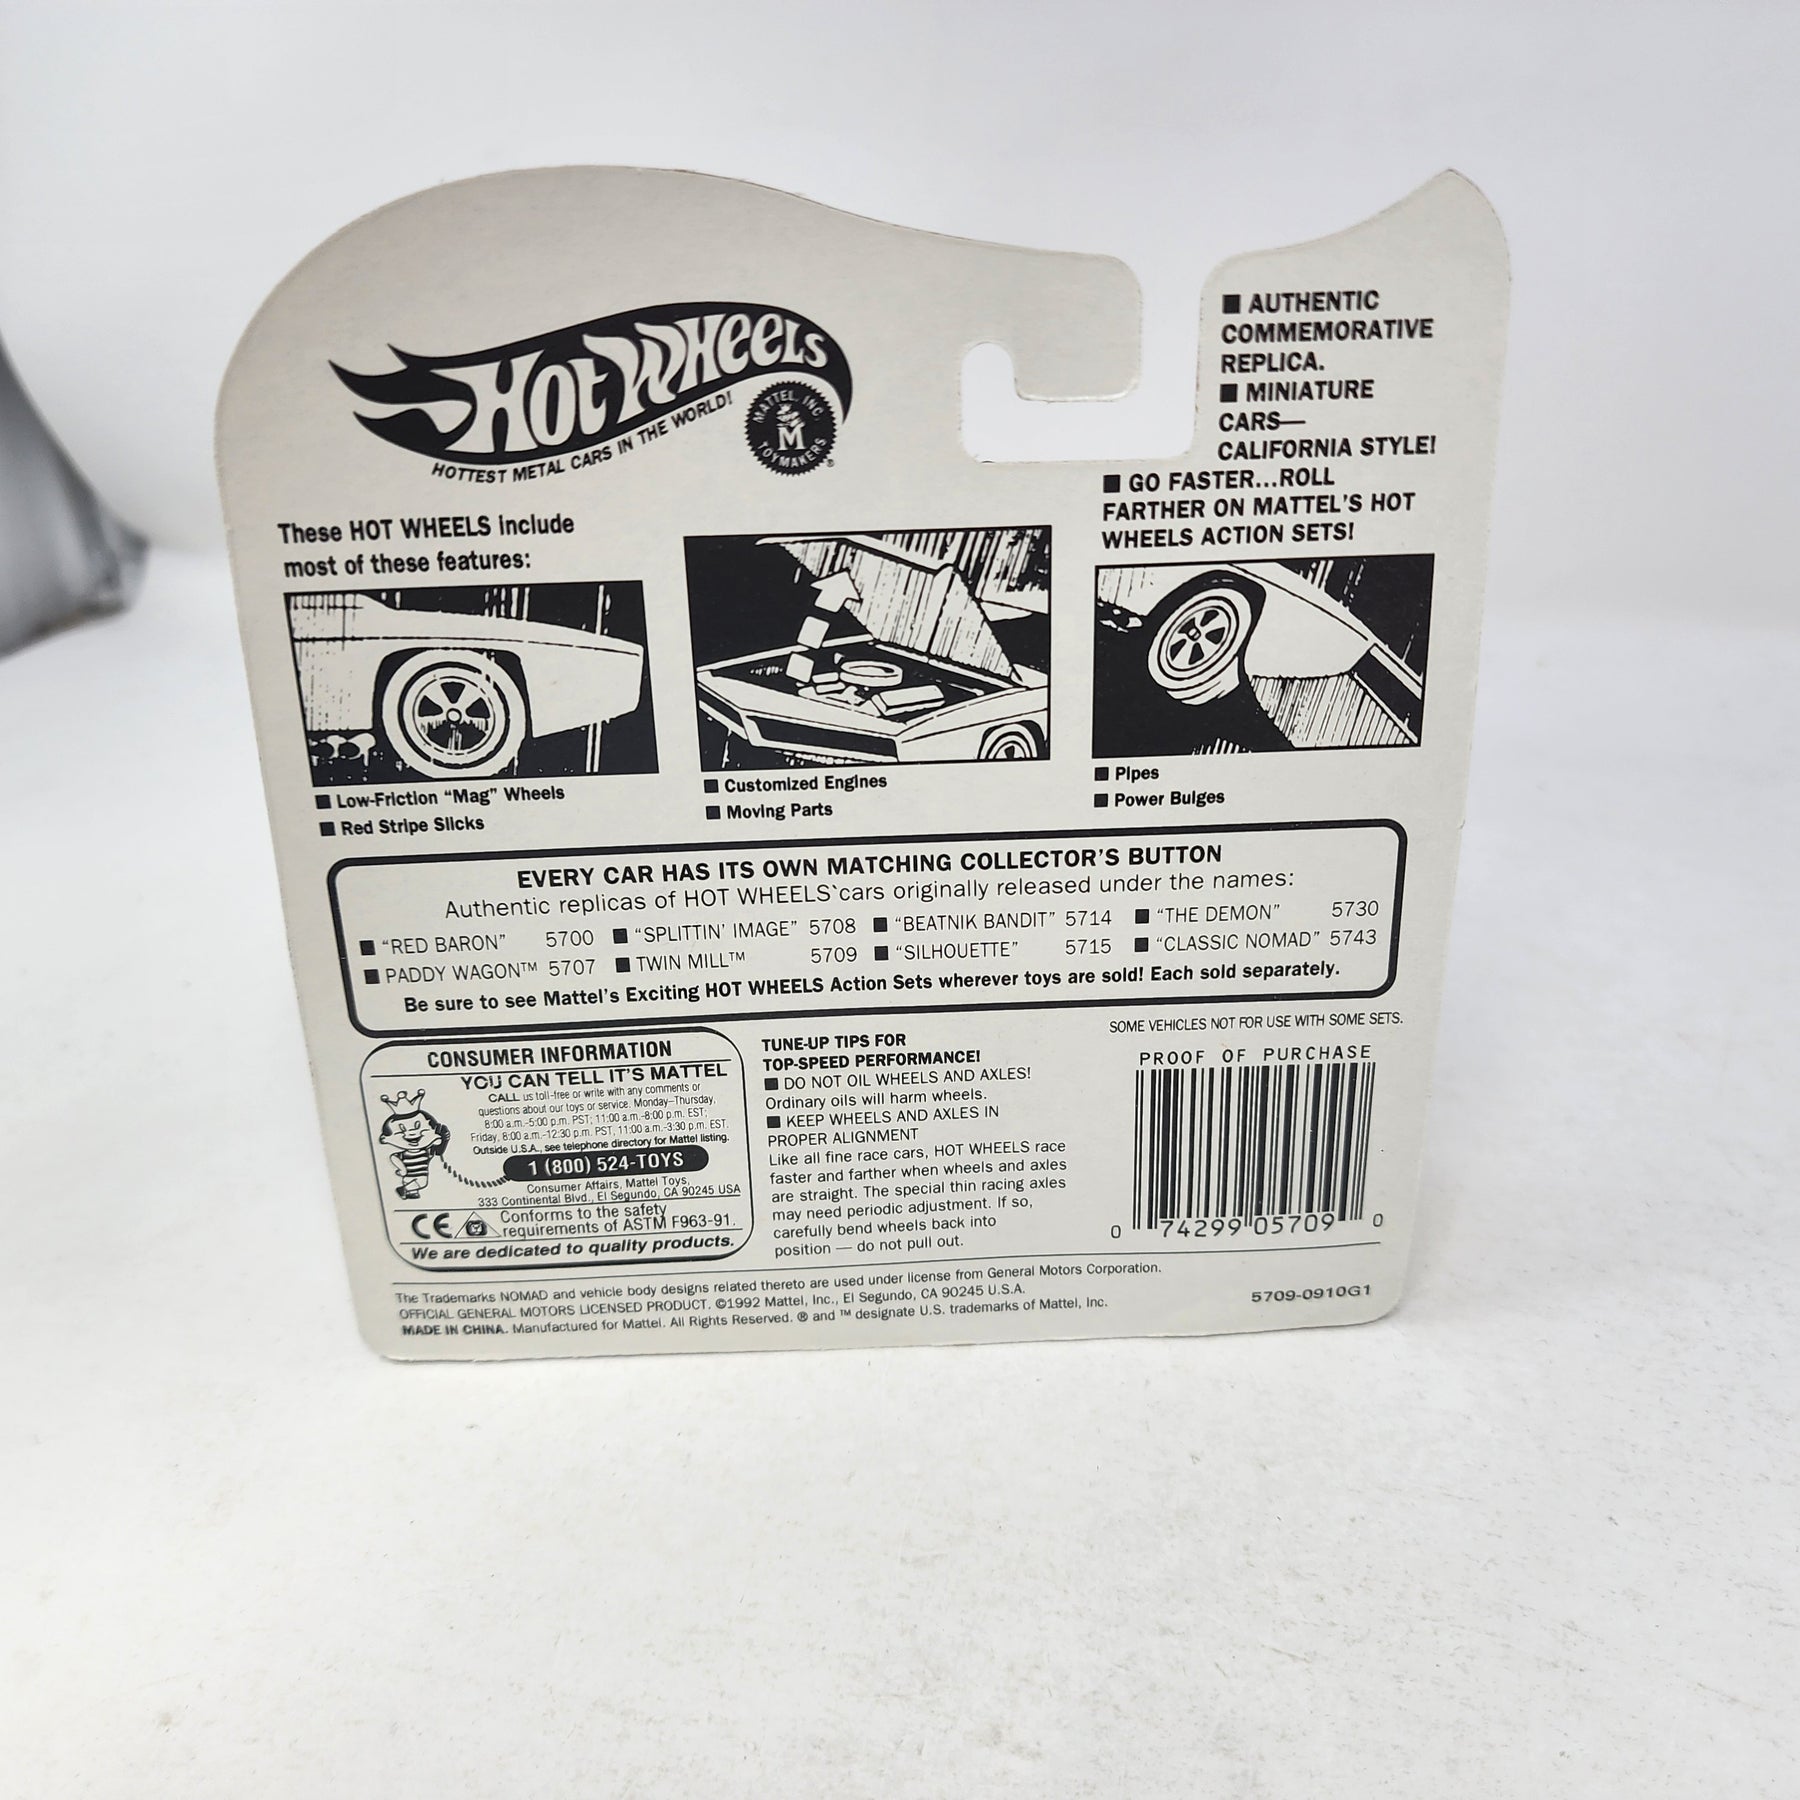 HOT WHEELS
HOTTEST METAL CARS IN THE WORLD!
MATTEL, INC.
M
TOYMAKERS
®
■ AUTHENTIC
COMMEMORATIVE
REPLICA.
■ MINIATURE
CARS—
CALIFORNIA STYLE!
■ GO FASTER...ROLL
FARTHER ON MATTEL'S HOT
WHEELS ACTION SETS!
These HOT WHEELS include
most of these features:
■ Low-Friction “Mag” Wheels
■ Red Stripe Slicks
■ Customized Engines
■ Moving Parts
■ Pipes
■ Power Bulges
EVERY CAR HAS ITS OWN MATCHING COLLECTOR'S BUTTON
Authentic replicas of HOT WHEELS`cars originally released under the names:
■ “RED BARON” 5700 ■ “SPLITTIN' IMAGE” 5708 ■ “BEATNIK BANDIT” 5714 ■ “THE DEMON” 5730
■ PADDY WAGON™ 5707 ■ TWIN MILL™ 5709 ■ “SILHOUETTE” 5715 ■ “CLASSIC NOMAD” 5743
Be sure to see Mattel's Exciting HOT WHEELS Action Sets wherever toys are sold! Each sold separately.
CONSUMER INFORMATION
YOU CAN TELL IT'S MATTEL
CALL us toll-free or write with any comments or
questions about our toys or service. Monday–Thursday,
8:00 a.m.-5:00 p.m. PST; 11:00 a.m.-8:00 p.m. EST;
Friday, 8:00 a.m.-12:30 p.m. PST, 11:00 a.m.-3:30 p.m. EST.
Outside U.S.A., see telephone directory for Mattel listing.
1 (800) 524-TOYS
Consumer Affairs, Mattel Toys,
333 Continental Blvd., El Segundo, CA 90245 USA
CE Conforms to the safety
requirements of ASTM F963-91.
We are dedicated to quality products.
TUNE-UP TIPS FOR
TOP-SPEED PERFORMANCE!
■ DO NOT OIL WHEELS AND AXLES!
Ordinary oils will harm wheels.
■ KEEP WHEELS AND AXLES IN
PROPER ALIGNMENT
Like all fine race cars, HOT WHEELS race
faster and farther when wheels and axles
are straight. The special thin racing axles
may need periodic adjustment. If so,
carefully bend wheels back into
position — do not pull out.
SOME VEHICLES NOT FOR USE WITH SOME SETS.
PROOF OF PURCHASE
0 74299 05709 0
The Trademarks NOMAD and vehicle body designs related thereto are used under license from General Motors Corporation.
OFFICIAL GENERAL MOTORS LICENSED PRODUCT. ©1992 Mattel, Inc., El Segundo, CA 90245 U.S.A.
MADE IN CHINA. Manufactured for Mattel. All Rights Reserved. ® and ™ designate U.S. trademarks of Mattel, Inc.
5709-0910G1